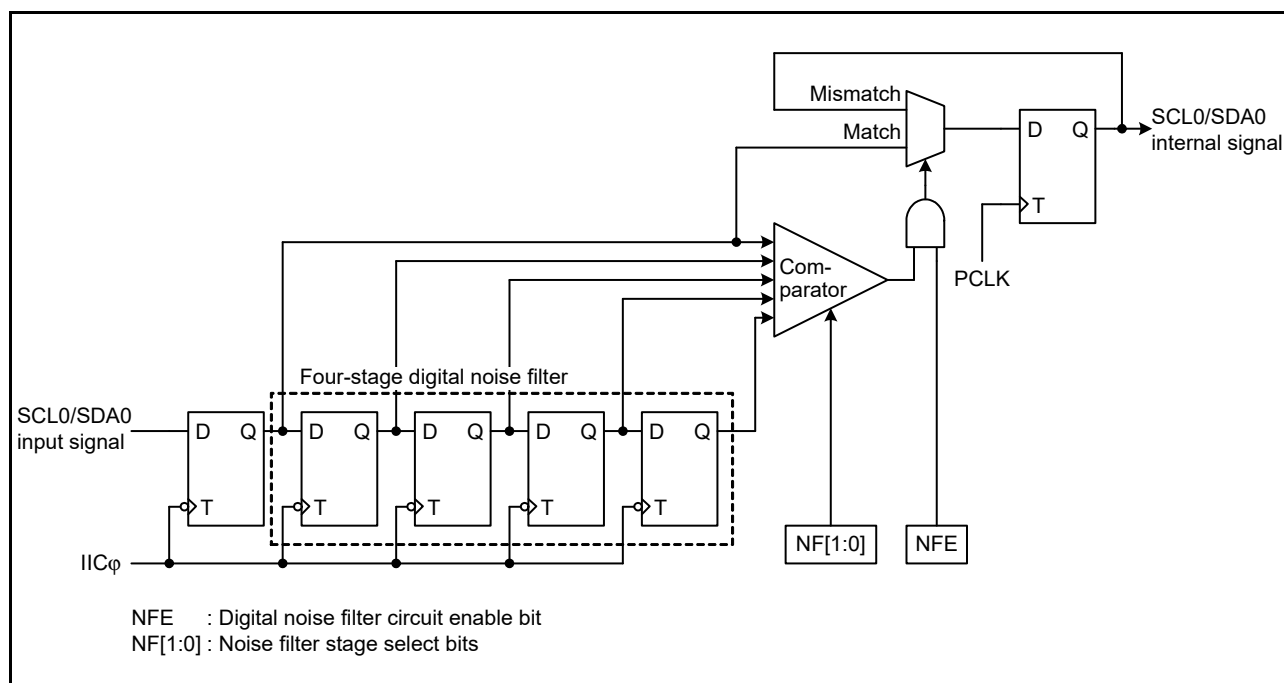 Mismatch
Match
D Q
T
SCL0/SDA0
internal signal
PCLK
Com-
parator
Four-stage digital noise filter
SCL0/SDA0
input signal
D Q D Q D Q D Q D Q
T T T T T
NF[1:0] NFE
IICφ
NFE : Digital noise filter circuit enable bit
NF[1:0] : Noise filter stage select bits